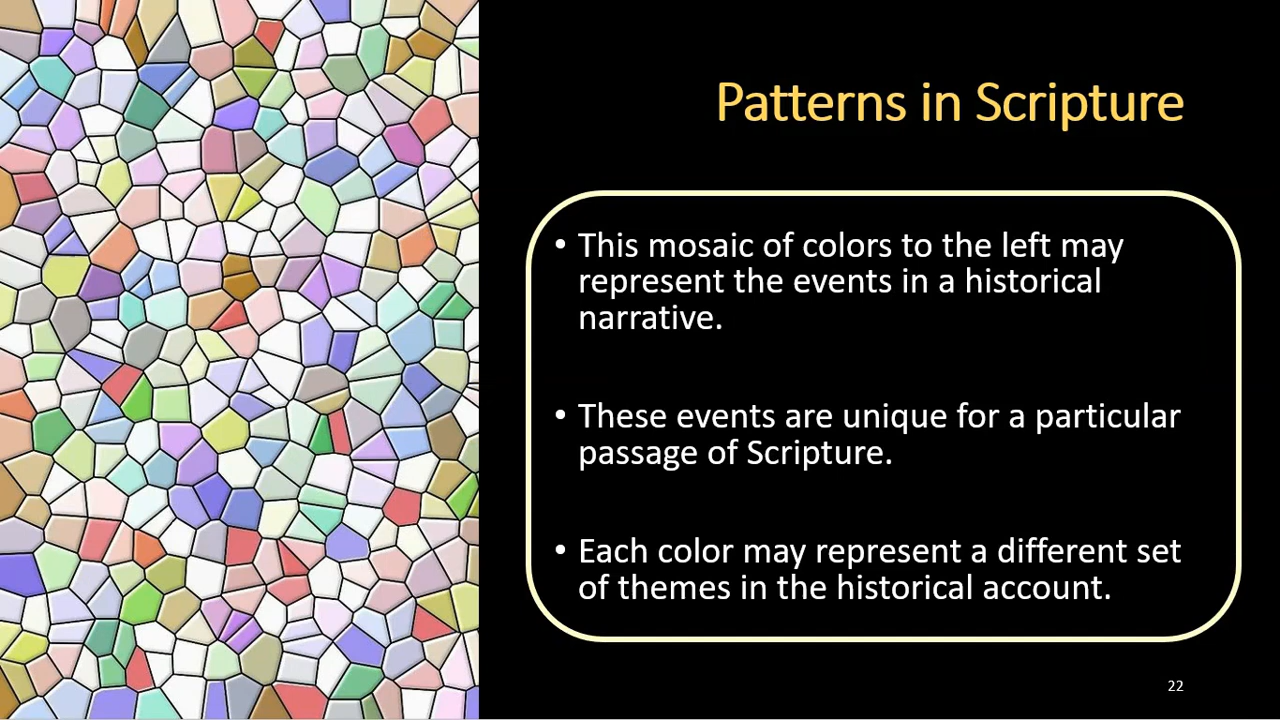 Patterns in Scripture
• This mosaic of colors to the left may
represent the events in a historical
narrative.
• These events are unique for a particular
passage of Scripture.
• Each color may represent a different set
of themes in the historical account.
22